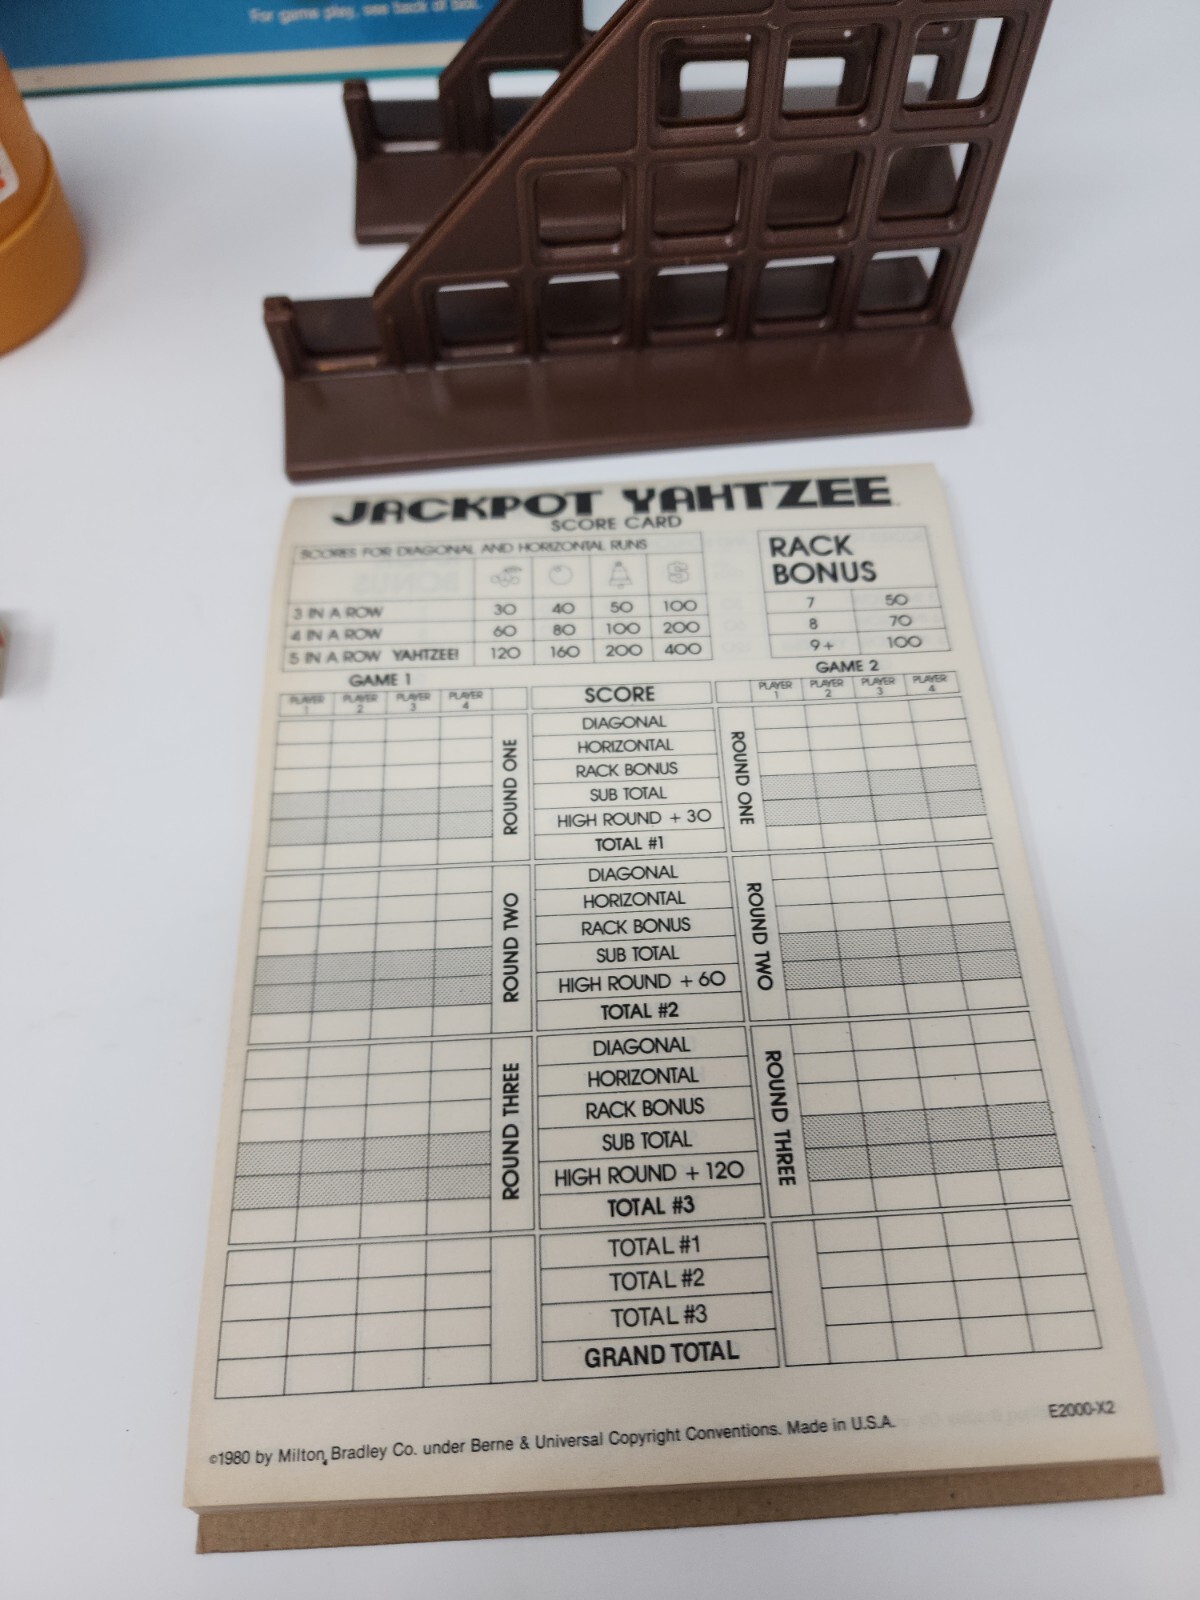 For game play, see back of box.
JACKPOT YAHTZEE
SCORE CARD
SCORES FOR DIAGONAL AND HORIZONTAL RUNS
3 IN A ROW 30 40 50 100
4 IN A ROW 60 80 100 200
5 IN A ROW YAHTZEE! 120 160 200 400
RACK
BONUS
7 50
8 70
9+ 100
GAME 1
GAME 2
PLAYER 1 PLAYER 2 PLAYER 3 PLAYER 4
SCORE
PLAYER 1 PLAYER 2 PLAYER 3 PLAYER 4
ROUND ONE
DIAGONAL
HORIZONTAL
RACK BONUS
SUB TOTAL
HIGH ROUND + 30
TOTAL #1
ROUND ONE
ROUND TWO
DIAGONAL
HORIZONTAL
RACK BONUS
SUB TOTAL
HIGH ROUND + 60
TOTAL #2
ROUND TWO
ROUND THREE
DIAGONAL
HORIZONTAL
RACK BONUS
SUB TOTAL
HIGH ROUND + 120
TOTAL #3
ROUND THREE
TOTAL #1
TOTAL #2
TOTAL #3
GRAND TOTAL
©1980 by Milton Bradley Co. under Berne & Universal Copyright Conventions. Made in U.S.A.
E2000-X2